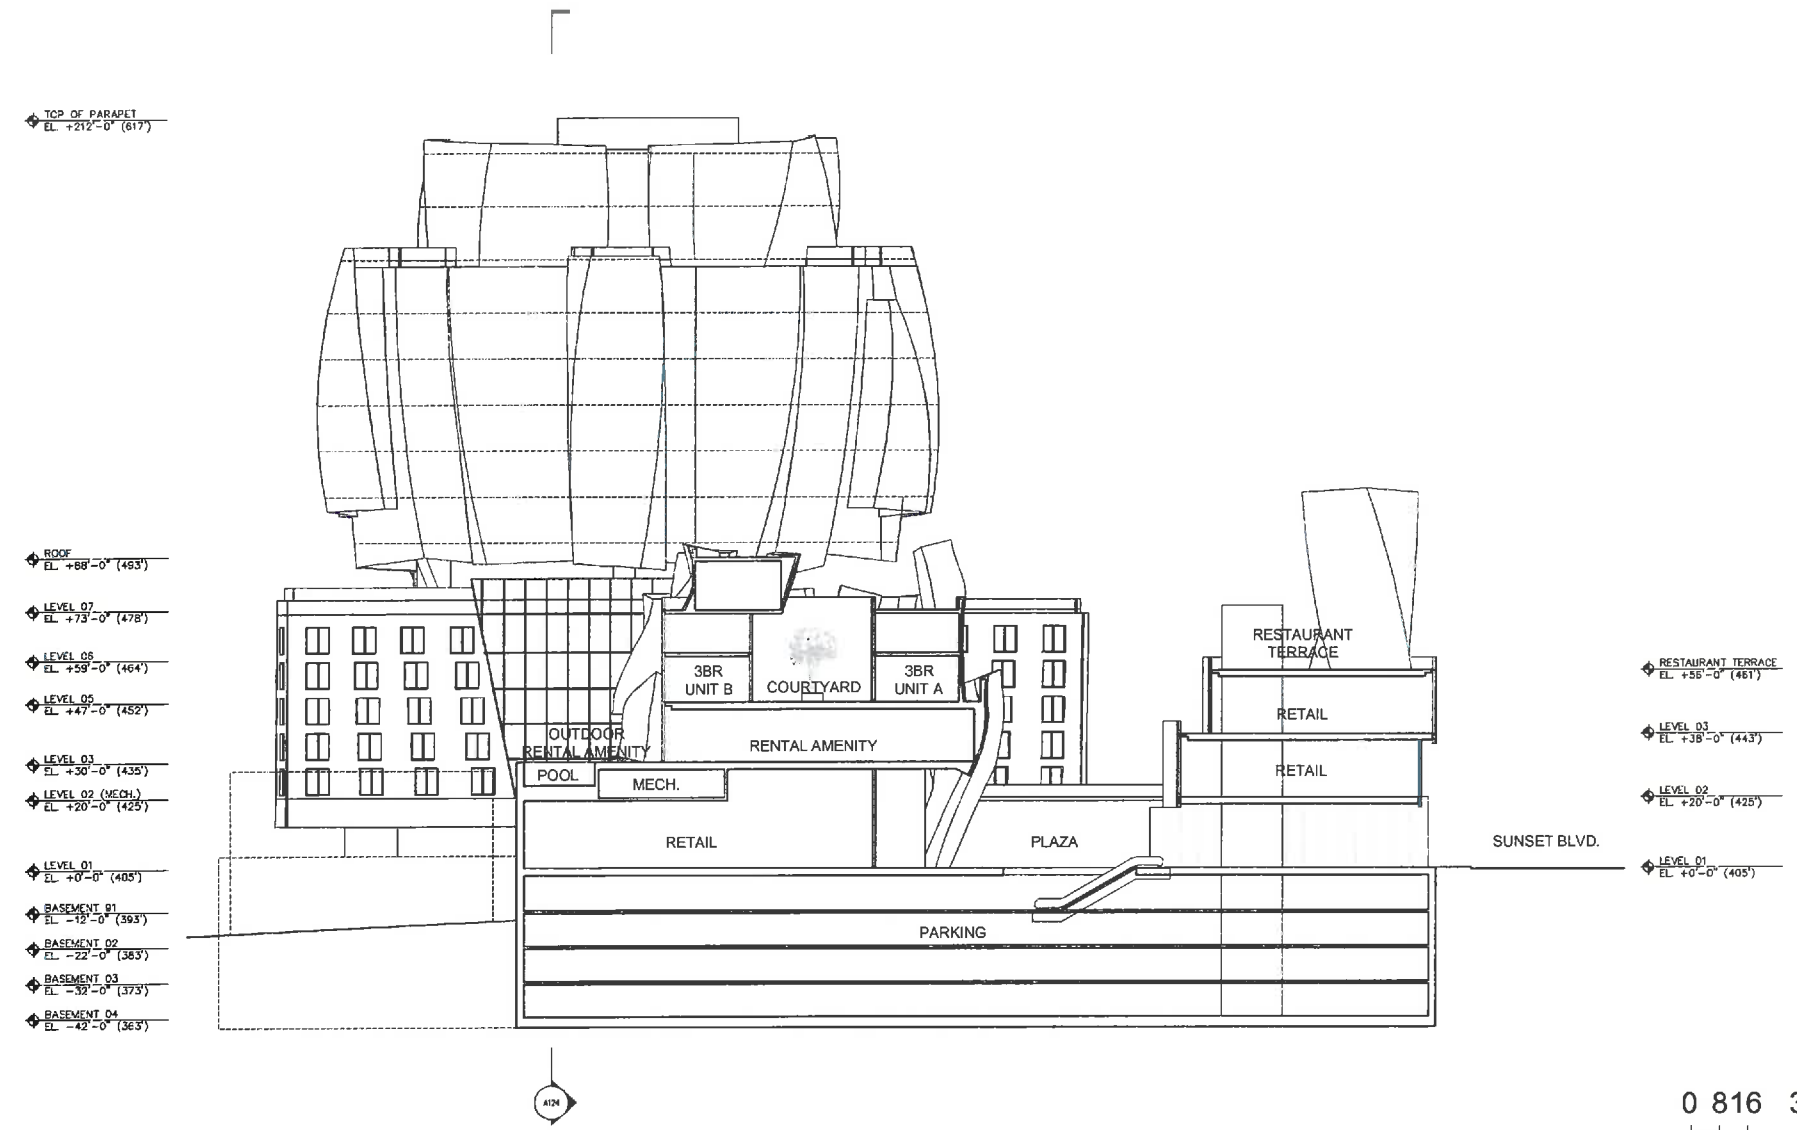 TOP OF PARAPET
EL. +212'-0" (617')
ROOF
EL. +88'-0" (493')
LEVEL 07
EL. +73'-0" (478')
LEVEL 06
EL. +59'-0" (464')
LEVEL 05
EL. +47'-0" (452')
LEVEL 03
EL. +30'-0" (435')
LEVEL 02 (MECH.)
EL. +20'-0" (425')
LEVEL 01
EL. +0'-0" (405')
BASEMENT 01
EL. -12'-0" (393')
BASEMENT 02
EL. -22'-0" (383')
BASEMENT 03
EL. -32'-0" (373')
BASEMENT 04
EL. -42'-0" (363')
3BR
UNIT B
COURTYARD
3BR
UNIT A
OUTDOOR
RENTAL AMENITY
RENTAL AMENITY
POOL
MECH.
RETAIL
PLAZA
PARKING
RESTAURANT
TERRACE
RETAIL
RETAIL
SUNSET BLVD.
RESTAURANT TERRACE
EL. +56'-0" (461')
LEVEL 03
EL. +38'-0" (443')
LEVEL 02
EL. +20'-0" (425')
LEVEL 01
EL. +0'-0" (405')
A124
0 816 3